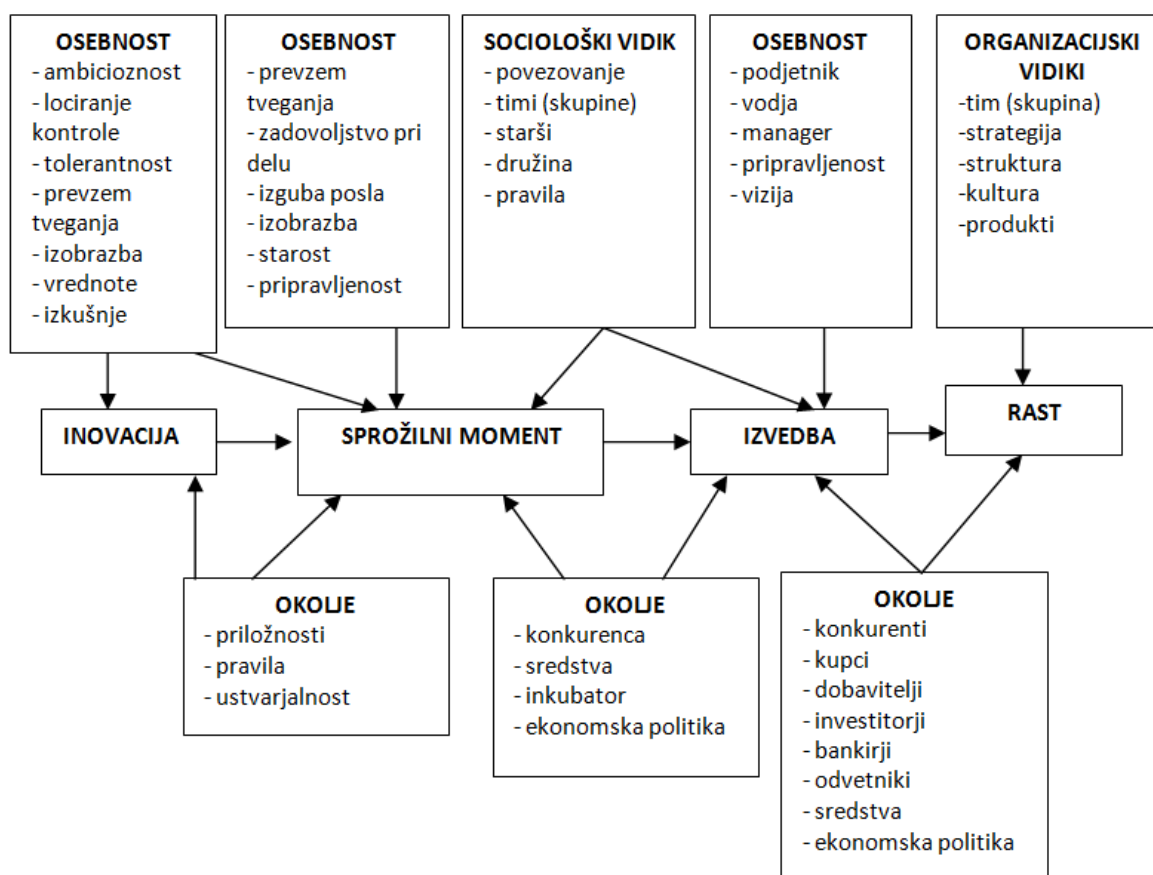 OSEBNOST
- ambicioznost
- lociranje
kontrole
- tolerantnost
- prevzem
tveganja
- izobrazba
- vrednote
- izkušnje
OSEBNOST
- prevzem
tveganja
- zadovoljstvo pri
delu
- izguba posla
- izobrazba
- starost
- pripravljenost
SOCIOLOŠKI VIDIK
- povezovanje
- timi (skupine)
- starši
- družina
- pravila
OSEBNOST
- podjetnik
- vodja
- manager
- pripravljenost
- vizija
ORGANIZACIJSKI
VIDIKI
-tim (skupina)
-strategija
-struktura
-kultura
-produkti
INOVACIJA
SPROŽILNI MOMENT
IZVEDBA
RAST
OKOLJE
- priložnosti
- pravila
- ustvarjalnost
OKOLJE
- konkurenca
- sredstva
- inkubator
- ekonomska politika
OKOLJE
- konkurenti
- kupci
- dobavitelji
- investitorji
- bankirji
- odvetniki
- sredstva
- ekonomska politika